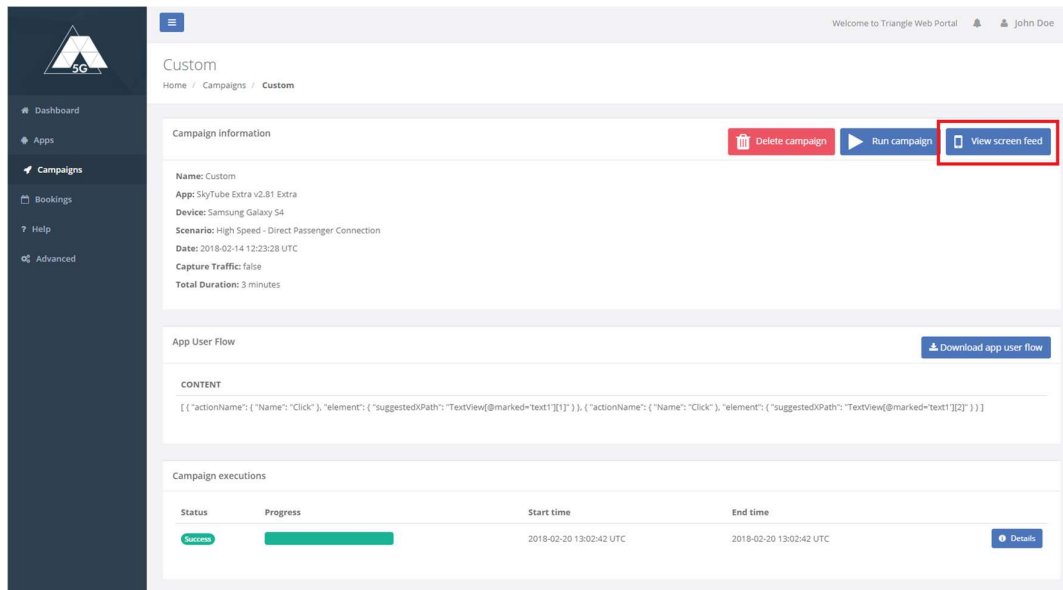 Welcome to Triangle Web Portal John Doe
5G
Custom
Home / Campaigns / Custom
Dashboard
Apps
Campaigns
Bookings
? Help
Advanced
Campaign information
Delete campaign
Run campaign
View screen feed
Name: Custom
App: SkyTube Extra v2.81 Extra
Device: Samsung Galaxy S4
Scenario: High Speed - Direct Passenger Connection
Date: 2018-02-14 12:23:28 UTC
Capture Traffic: false
Total Duration: 3 minutes
App User Flow
Download app user flow
CONTENT
[ { "actionName": { "Name": "Click" }, "element": { "suggestedXPath": "TextView[@marked='text1'][1]" } }, { "actionName": { "Name": "Click" }, "element": { "suggestedXPath": "TextView[@marked='text1'][2]" } } ]
Campaign executions
Status Progress Start time End time
Success 2018-02-20 13:02:42 UTC 2018-02-20 13:02:42 UTC Details